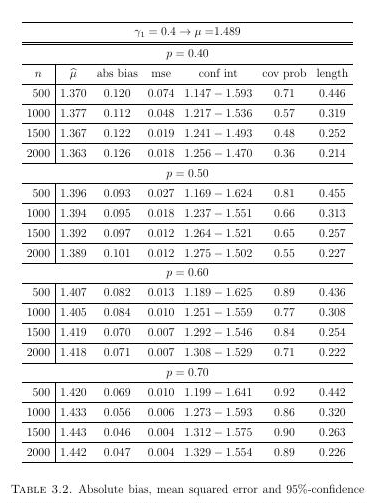 γ₁ = 0.4 → μ =1.489
p = 0.40
n μ̂ abs bias mse conf int cov prob length
500 1.370 0.120 0.074 1.147 − 1.593 0.71 0.446
1000 1.377 0.112 0.048 1.217 − 1.536 0.57 0.319
1500 1.367 0.122 0.019 1.241 − 1.493 0.48 0.252
2000 1.363 0.126 0.018 1.256 − 1.470 0.36 0.214
p = 0.50
500 1.396 0.093 0.027 1.169 − 1.624 0.81 0.455
1000 1.394 0.095 0.018 1.237 − 1.551 0.66 0.313
1500 1.392 0.097 0.012 1.264 − 1.521 0.65 0.257
2000 1.389 0.101 0.012 1.275 − 1.502 0.55 0.227
p = 0.60
500 1.407 0.082 0.013 1.189 − 1.625 0.89 0.436
1000 1.405 0.084 0.010 1.251 − 1.559 0.77 0.308
1500 1.419 0.070 0.007 1.292 − 1.546 0.84 0.254
2000 1.418 0.071 0.007 1.308 − 1.529 0.71 0.222
p = 0.70
500 1.420 0.069 0.010 1.199 − 1.641 0.92 0.442
1000 1.433 0.056 0.006 1.273 − 1.593 0.86 0.320
1500 1.443 0.046 0.004 1.312 − 1.575 0.90 0.263
2000 1.442 0.047 0.004 1.329 − 1.554 0.89 0.226
TABLE 3.2. Absolute bias, mean squared error and 95%-confidence